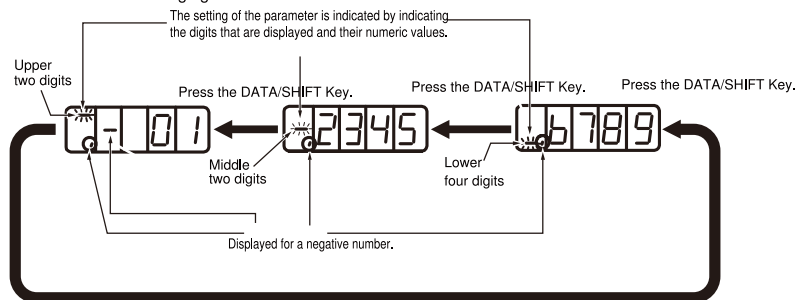 The setting of the parameter is indicated by indicating
the digits that are displayed and their numeric values.
Upper
two digits
Press the DATA/SHIFT Key.
Press the DATA/SHIFT Key.
Press the DATA/SHIFT Key.
- 01
2345
6789
Middle
two digits
Lower
four digits
Displayed for a negative number.